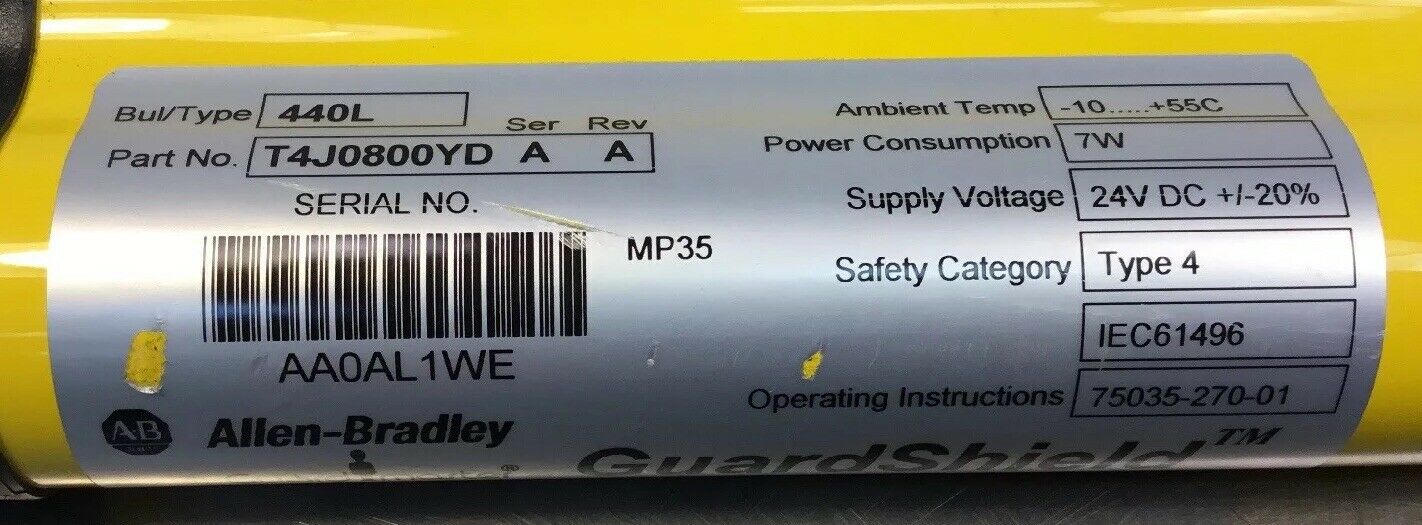 Bul/Type 440L
Ser Rev
Part No. T4J0800YD A A
SERIAL NO.
MP35
AA0AL1WE
AB Allen-Bradley
Ambient Temp -10.....+55C
Power Consumption 7W
Supply Voltage 24V DC +/-20%
Safety Category Type 4
IEC61496
Operating Instructions 75035-270-01
GuardShield™